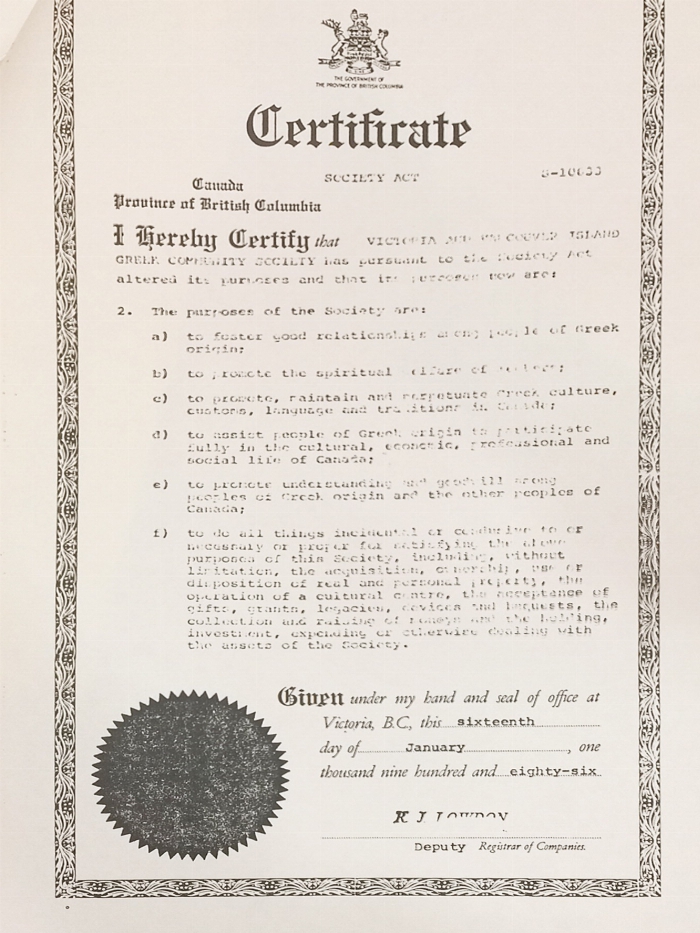 THE GOVERNMENT OF
THE PROVINCE OF BRITISH COLUMBIA
Certificate
SOCIETY ACT
Canada
Province of British Columbia
I Hereby Certify that VICTORIA AND VANCOUVER ISLAND
GREEK COMMUNITY SOCIETY has pursuant to the Society Act
altered its purposes and that its purposes now are:
2. The purposes of the Society are:
a) to foster good relationships among people of Greek
origin;
b) to promote the spiritual welfare of
c) to promote, maintain and perpetuate Greek culture,
customs, language and traditions in Canada;
d) to assist people of Greek origin to participate
fully in the cultural, economic, professional and
social life of Canada;
e) to promote understanding and goodwill among
peoples of Greek origin and the other peoples of
Canada;
f) to do all things incidental or conducive to or
necessary or proper for satisfying the above
purposes of this Society, including, without
limitation, the acquisition, ownership, use or
disposition of real and personal property, the
operation of a cultural centre, the acceptance of
gifts, grants, legacies, devices and bequests, the
collection and raising of moneys and the holding,
investment, expending or otherwise dealing with
the assets of the Society.
Given under my hand and seal of office at
Victoria, B.C, this sixteenth
day of January, one
thousand nine hundred and eighty-six
Deputy Registrar of Companies.